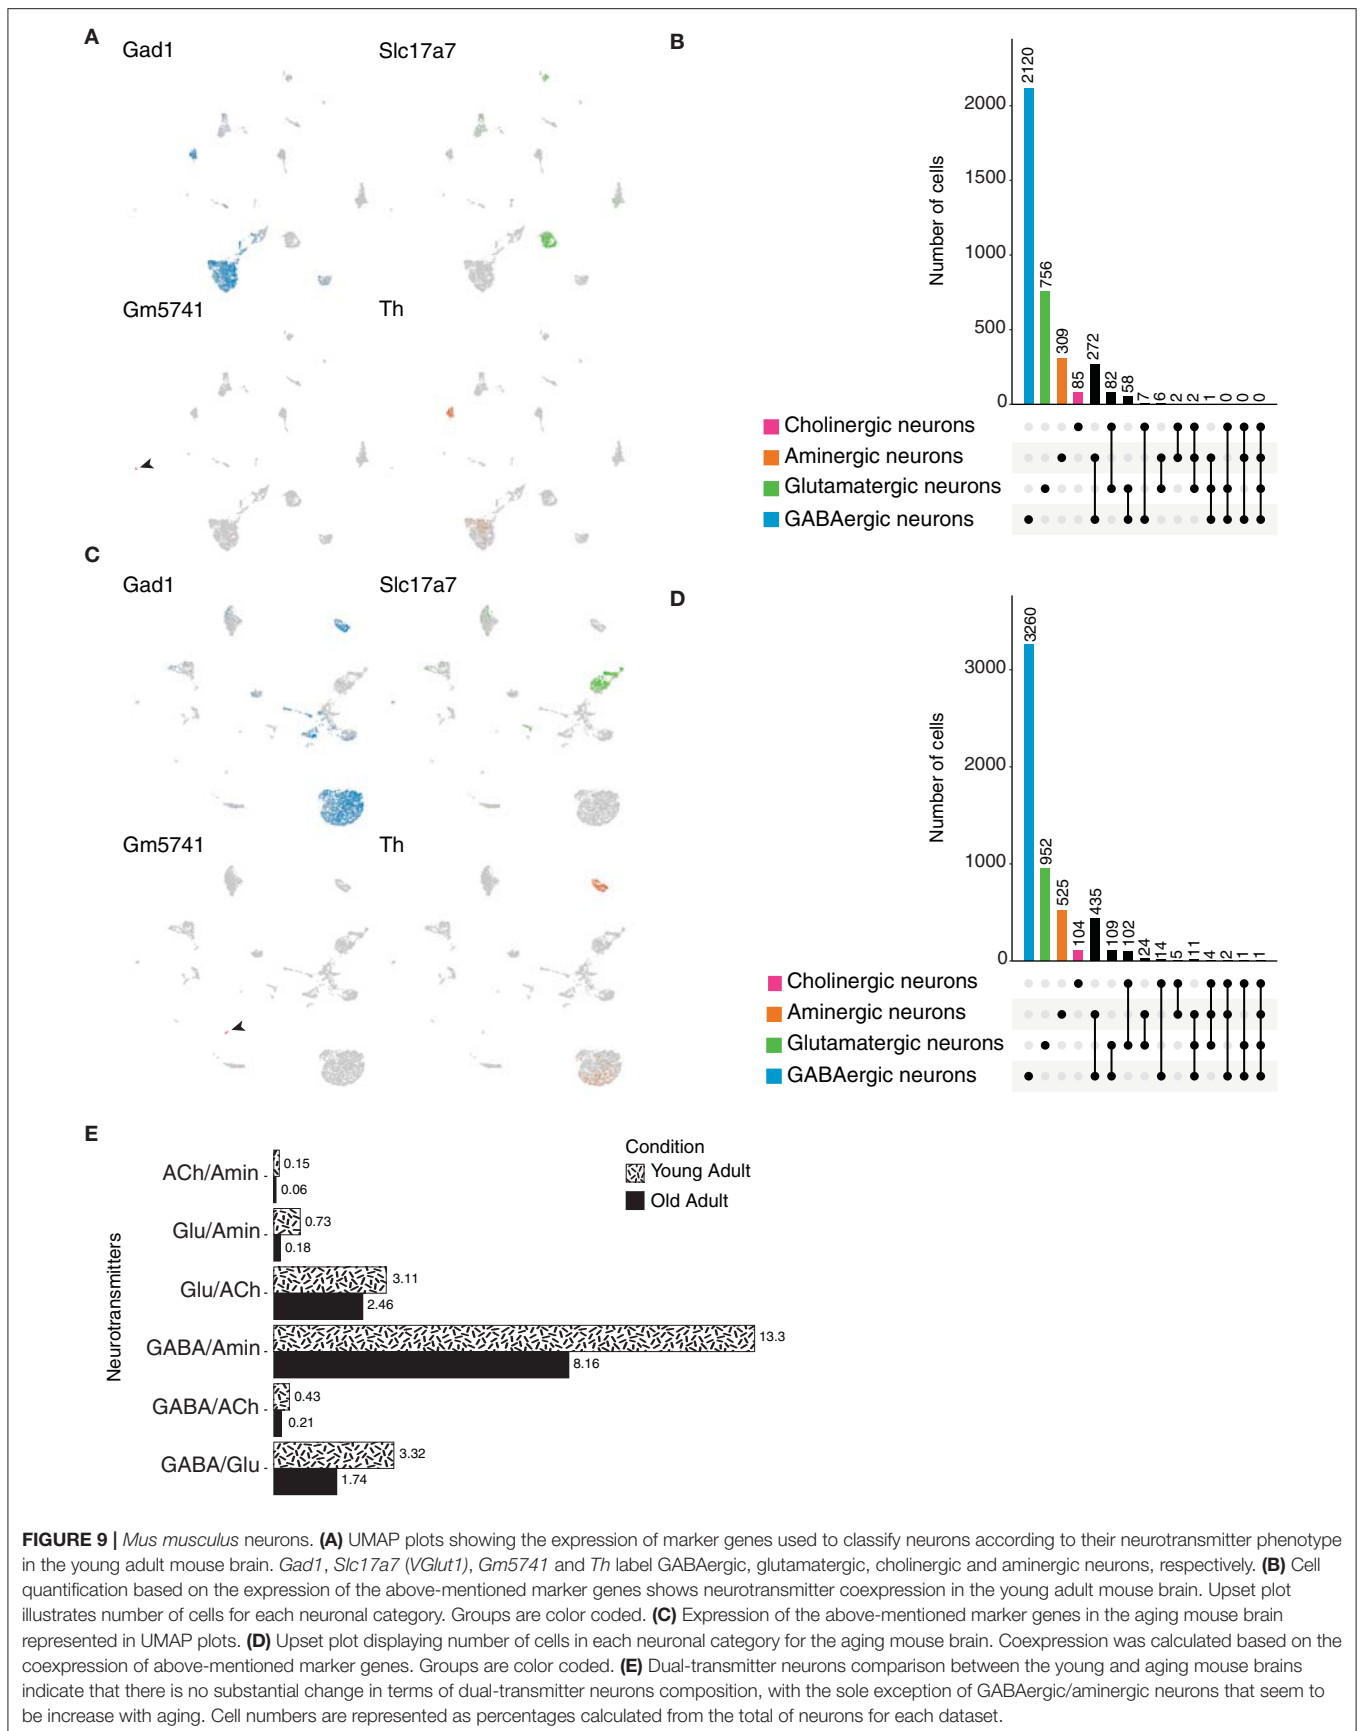 A
Gad1
Slc17a7
Gm5741
Th
B
Number of cells
2000
1500
1000
500
0
2120
756
309
85
272
82
58
7
6
2
2
1
0
0
0
Cholinergic neurons
Aminergic neurons
Glutamatergic neurons
GABAergic neurons
C
Gad1
Slc17a7
Gm5741
Th
D
Number of cells
3000
2000
1000
0
3260
952
525
104
435
109
102
24
14
5
11
4
2
1
1
Cholinergic neurons
Aminergic neurons
Glutamatergic neurons
GABAergic neurons
E
Neurotransmitters
Condition
Young Adult
Old Adult
ACh/Amin
0.15
0.06
Glu/Amin
0.73
0.18
Glu/ACh
3.11
2.46
GABA/Amin
13.3
8.16
GABA/ACh
0.43
0.21
GABA/Glu
3.32
1.74
FIGURE 9 | Mus musculus neurons. (A) UMAP plots showing the expression of marker genes used to classify neurons according to their neurotransmitter phenotype
in the young adult mouse brain. Gad1, Slc17a7 (VGlut1), Gm5741 and Th label GABAergic, glutamatergic, cholinergic and aminergic neurons, respectively. (B) Cell
quantification based on the expression of the above-mentioned marker genes shows neurotransmitter coexpression in the young adult mouse brain. Upset plot
illustrates number of cells for each neuronal category. Groups are color coded. (C) Expression of the above-mentioned marker genes in the aging mouse brain
represented in UMAP plots. (D) Upset plot displaying number of cells in each neuronal category for the aging mouse brain. Coexpression was calculated based on the
coexpression of above-mentioned marker genes. Groups are color coded. (E) Dual-transmitter neurons comparison between the young and aging mouse brains
indicate that there is no substantial change in terms of dual-transmitter neurons composition, with the sole exception of GABAergic/aminergic neurons that seem to
be increase with aging. Cell numbers are represented as percentages calculated from the total of neurons for each dataset.